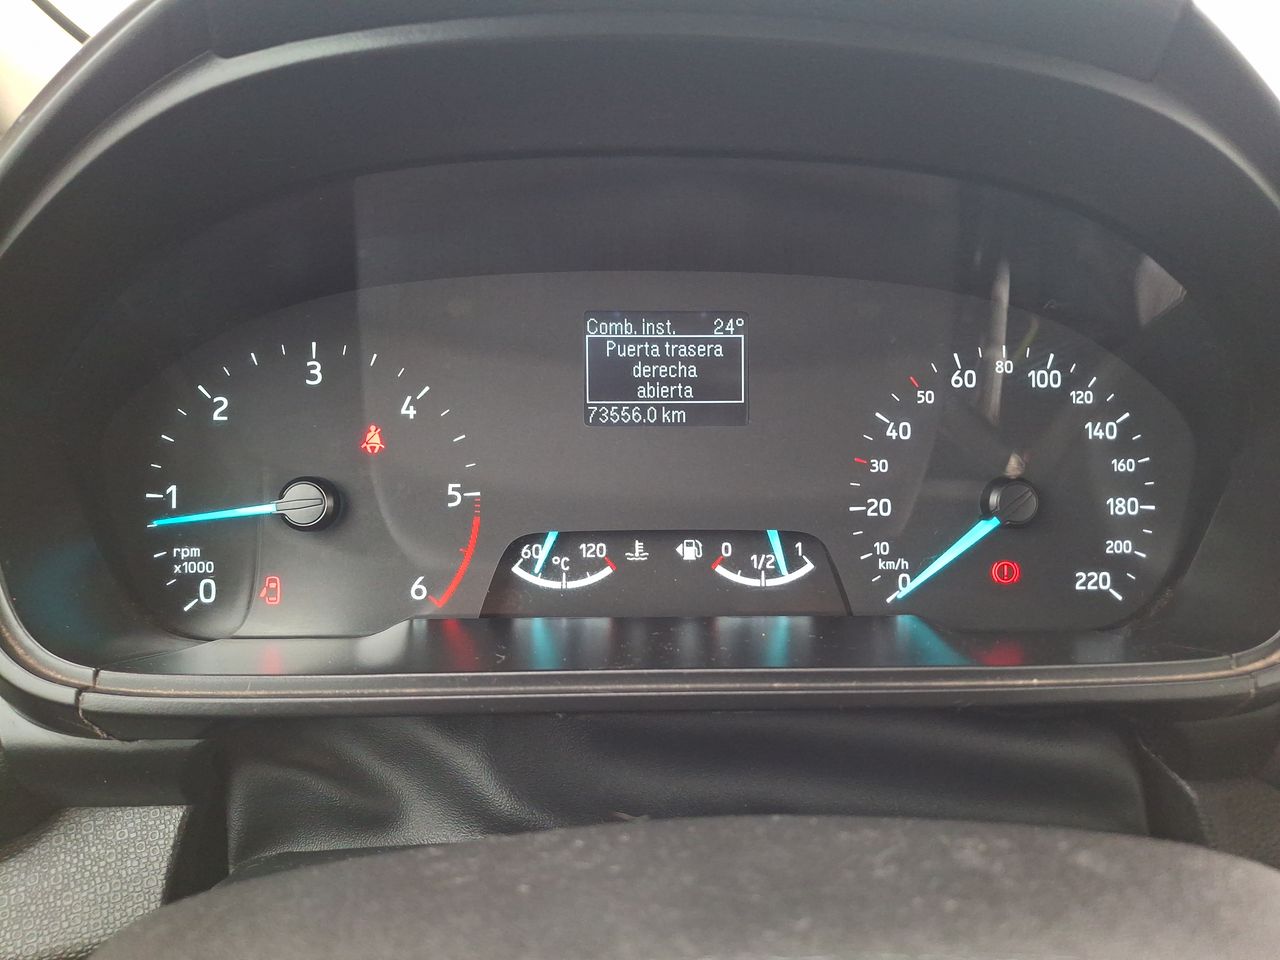 Comb. inst. 24°
Puerta trasera
derecha
abierta
73556.0 km
0 1 2 3 4 5 6
rpm
x1000
60 °C 120
0 1/2 1
0 10 20 30 40 50 60 80 100 120 140 160 180 200 220
km/h